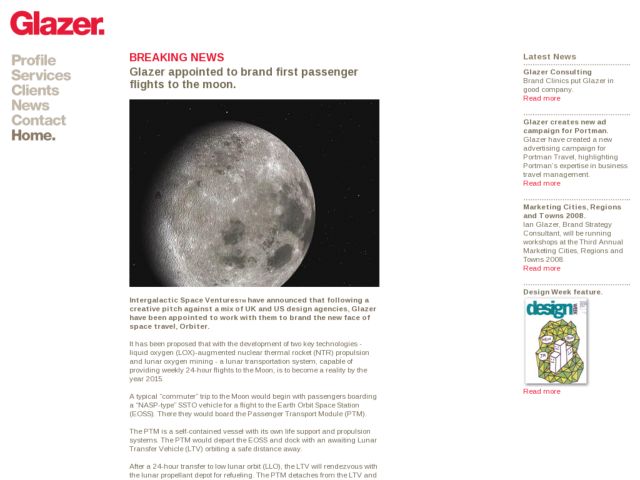 Glazer.
Profile
Services
Clients
News
Contact
Home.
BREAKING NEWS
Glazer appointed to brand first passenger
flights to the moon.
Intergalactic Space Ventures™ have announced that following a
creative pitch against a mix of UK and US design agencies, Glazer
have been appointed to work with them to brand the new face of
space travel, Orbiter.
It has been proposed that with the development of two key technologies -
liquid oxygen (LOX)-augmented nuclear thermal rocket (NTR) propulsion
and lunar oxygen mining - a lunar transportation system, capable of
providing weekly 24-hour flights to the Moon, is to become a reality by the
year 2015.
A typical "commuter" trip to the Moon would begin with passengers boarding
a "NASP-type" SSTO vehicle for a flight to the Earth Orbit Space Station
(EOSS). There they would board the Passenger Transport Module (PTM).
The PTM is a self-contained vessel with its own life support and propulsion
systems. The PTM would depart the EOSS and dock with an awaiting Lunar
Transfer Vehicle (LTV) orbiting a safe distance away.
After a 24-hour transfer to low lunar orbit (LLO), the LTV will rendezvous with
the lunar propellant depot for refueling. The PTM detaches from the LTV and
Latest News
Glazer Consulting
Brand Clinics put Glazer in
good company.
Read more
Glazer creates new ad
campaign for Portman.
Glazer have created a new
advertising campaign for
Portman Travel, highlighting
Portman's expertise in business
travel management.
Read more
Marketing Cities, Regions
and Towns 2008.
Ian Glazer, Brand Strategy
Consultant, will be running
workshops at the Third Annual
Marketing Cities, Regions and
Towns 2008.
Read more
Design Week feature.
design
Read more